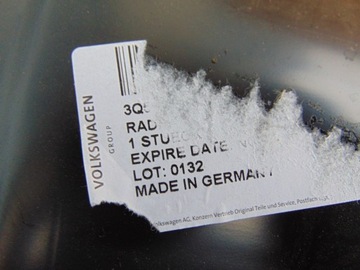 VOLKSWAGEN
GROUP
3Q
RAD
1 STUEC
EXPIRE DATE
LOT: 0132
MADE IN GERMANY
Volkswagen AG, Konzern Vertrieb Original Teile und Service, Postfach